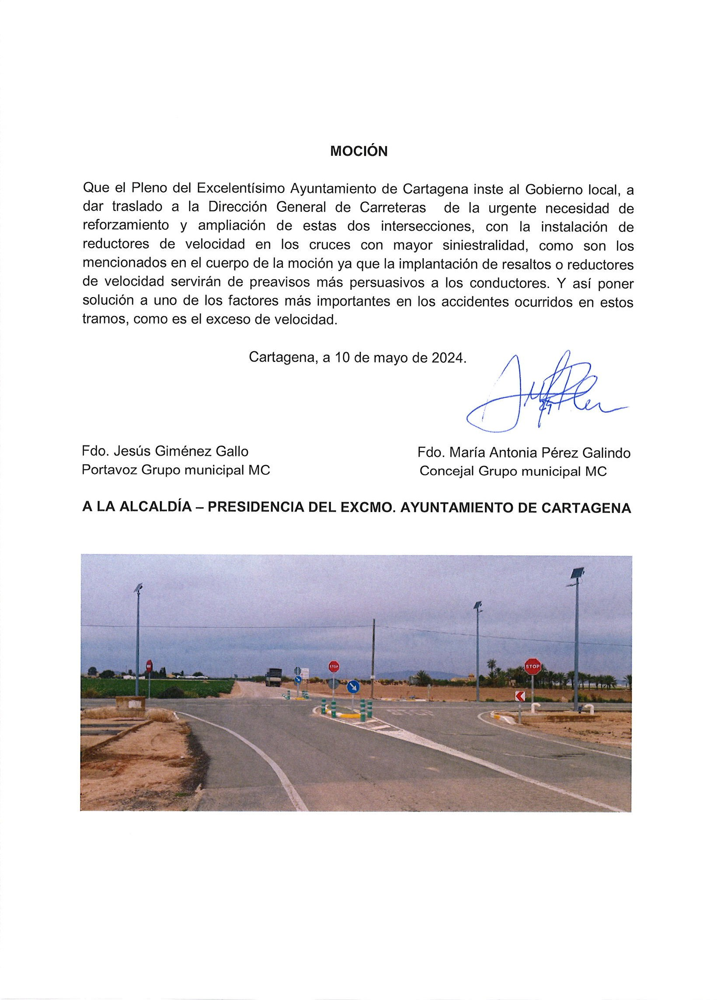 MOCIÓN
Que el Pleno del Excelentísimo Ayuntamiento de Cartagena inste al Gobierno local, a
dar traslado a la Dirección General de Carreteras de la urgente necesidad de
reforzamiento y ampliación de estas dos intersecciones, con la instalación de
reductores de velocidad en los cruces con mayor siniestralidad, como son los
mencionados en el cuerpo de la moción ya que la implantación de resaltos o reductores
de velocidad servirán de preavisos más persuasivos a los conductores. Y así poner
solución a uno de los factores más importantes en los accidentes ocurridos en estos
tramos, como es el exceso de velocidad.
Cartagena, a 10 de mayo de 2024.
Fdo. Jesús Giménez Gallo
Fdo. María Antonia Pérez Galindo
Portavoz Grupo municipal MC
Concejal Grupo municipal MC
A LA ALCALDÍA – PRESIDENCIA DEL EXCMO. AYUNTAMIENTO DE CARTAGENA
STOP
STOP
STOP